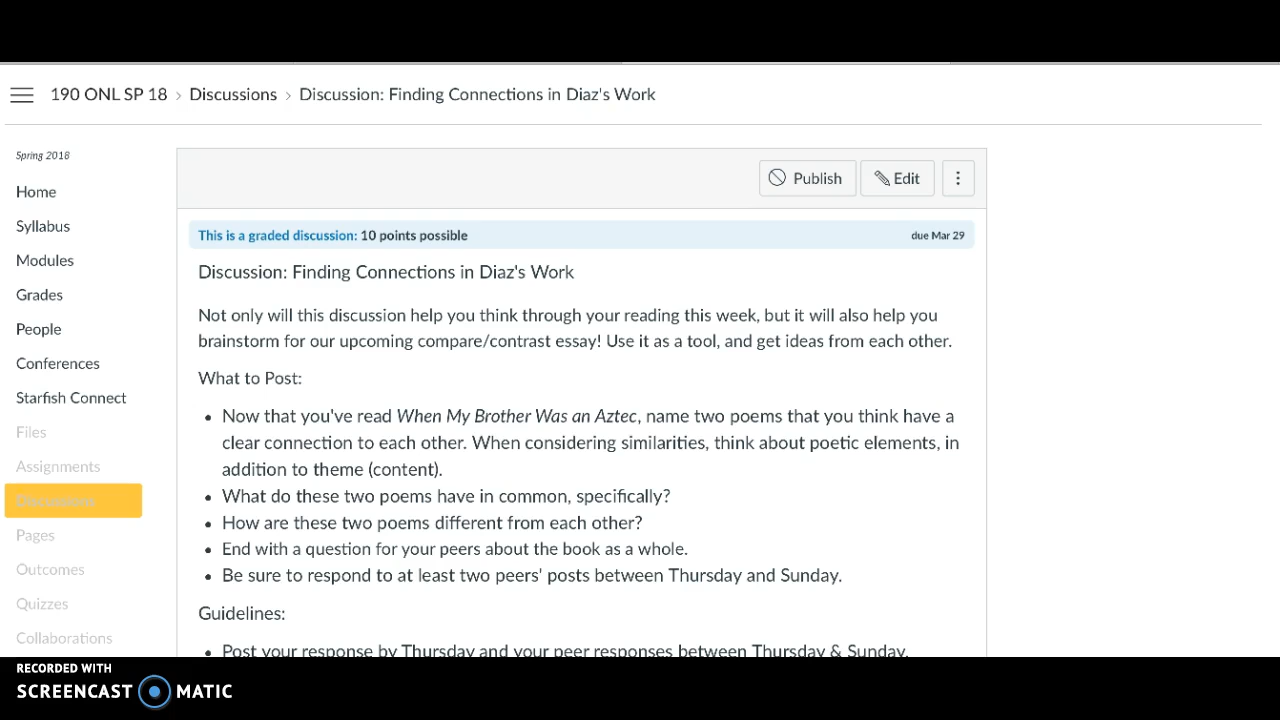 190 ONL SP 18 › Discussions › Discussion: Finding Connections in Diaz's Work
Spring 2018
Home
Syllabus
Modules
Grades
People
Conferences
Starfish Connect
Files
Assignments
Discussions
Pages
Outcomes
Quizzes
Collaborations
Publish
Edit
This is a graded discussion: 10 points possible
due Mar 29
Discussion: Finding Connections in Diaz's Work
Not only will this discussion help you think through your reading this week, but it will also help you
brainstorm for our upcoming compare/contrast essay! Use it as a tool, and get ideas from each other.
What to Post:
• Now that you've read When My Brother Was an Aztec, name two poems that you think have a
clear connection to each other. When considering similarities, think about poetic elements, in
addition to theme (content).
• What do these two poems have in common, specifically?
• How are these two poems different from each other?
• End with a question for your peers about the book as a whole.
• Be sure to respond to at least two peers' posts between Thursday and Sunday.
Guidelines:
• Post your response by Thursday and your peer responses between Thursday & Sunday.
RECORDED WITH
SCREENCAST MATIC